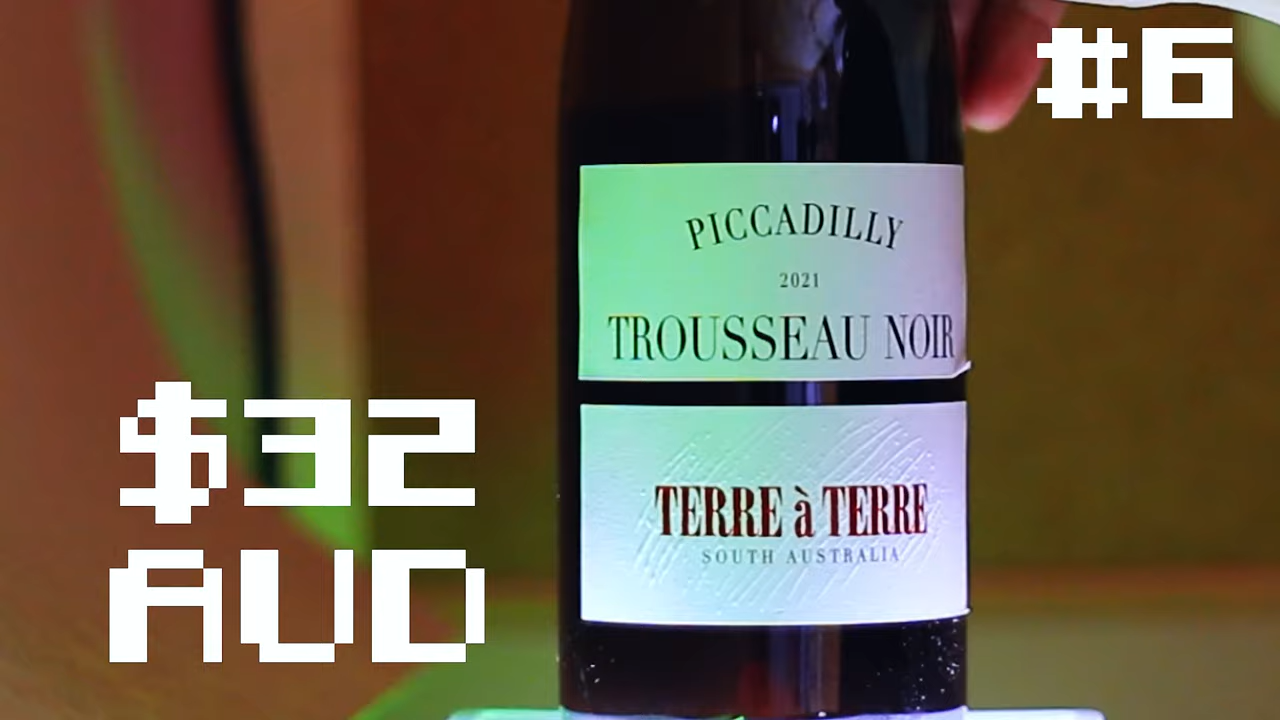 #6
PICCADILLY
2021
TROUSSEAU NOIR
TERRE à TERRE
SOUTH AUSTRALIA
$32
AUD